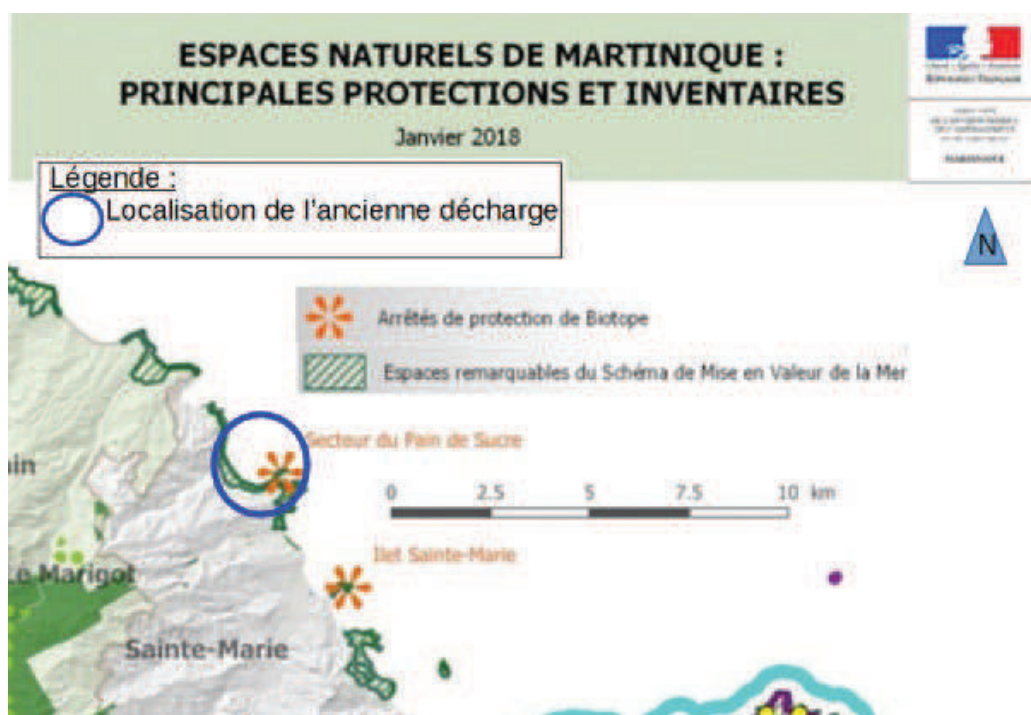 ESPACES NATURELS DE MARTINIQUE :
PRINCIPALES PROTECTIONS ET INVENTAIRES
Janvier 2018
Légende :
Localisation de l'ancienne décharge
N
Arrêtés de protection de Biotope
Espaces remarquables du Schéma de Mise en Valeur de la Mer
Secteur du Pain de Sucre
in
0 2.5 5 7.5 10 km
Ilet Sainte-Marie
e Marigot
Sainte-Marie